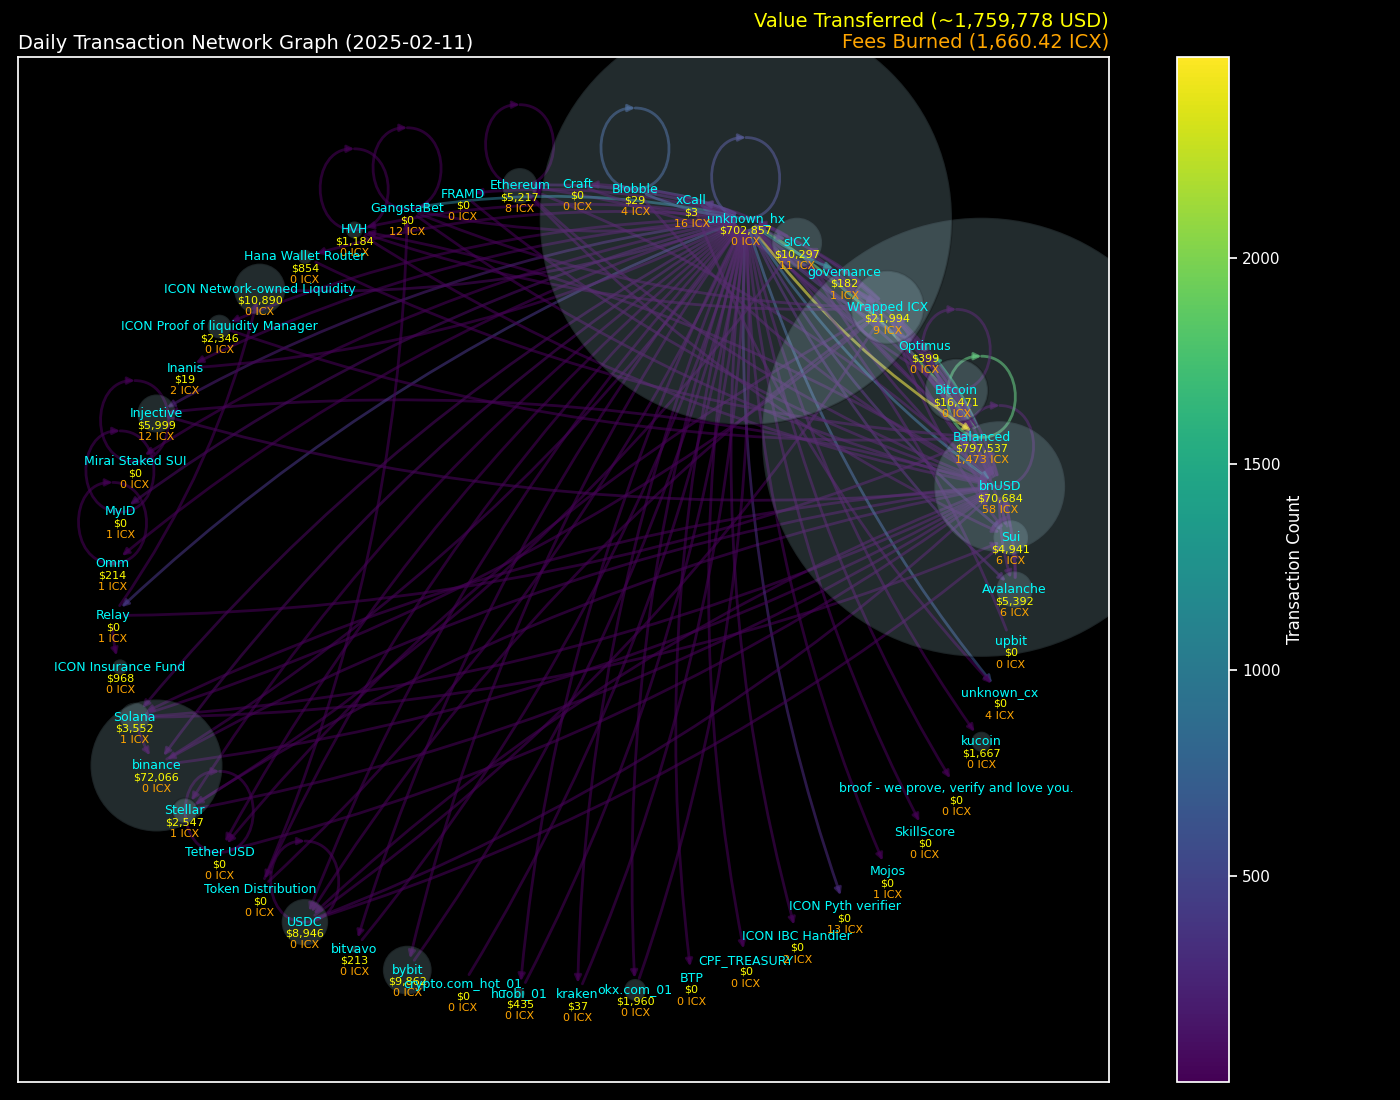 Value Transferred (~1,759,778 USD)
Daily Transaction Network Graph (2025-02-11)
Fees Burned (1,660.42 ICX)
Ethereum
$5,217
8 ICX
Craft
$0
0 ICX
Blobble
$29
4 ICX
FRAMD
$0
0 ICX
xCall
$3
16 ICX
GangstaBet
$0
12 ICX
unknown_hx
$702,857
0 ICX
HVH
$1,184
0 ICX
sICX
$10,297
11 ICX
Hana Wallet Router
$854
0 ICX
governance
$182
1 ICX
ICON Network-owned Liquidity
$10,890
0 ICX
Wrapped ICX
$21,994
9 ICX
ICON Proof of liquidity Manager
$2,346
0 ICX
Optimus
$399
0 ICX
Inanis
$19
2 ICX
Bitcoin
$16,471
0 ICX
Injective
$5,999
12 ICX
Balanced
$797,537
1,473 ICX
Mirai Staked SUI
$0
0 ICX
bnUSD
$70,684
58 ICX
MyID
$0
1 ICX
Sui
$4,941
6 ICX
Omm
$214
1 ICX
Avalanche
$5,392
6 ICX
Relay
$0
1 ICX
upbit
$0
0 ICX
ICON Insurance Fund
$968
0 ICX
unknown_cx
$0
4 ICX
Solana
$3,552
1 ICX
kucoin
$1,667
0 ICX
binance
$72,066
0 ICX
broof - we prove, verify and love you.
$0
0 ICX
Stellar
$2,547
1 ICX
SkillScore
$0
0 ICX
Tether USD
$0
0 ICX
Mojos
$0
1 ICX
Token Distribution
$0
0 ICX
ICON Pyth verifier
$0
13 ICX
USDC
$8,946
0 ICX
ICON IBC Handler
$0
ICX
bitvavo
$213
0 ICX
CPF_TREASURY
$0
0 ICX
bybit
$9,862
0 ICX
BTP
$0
0 ICX
crypto.com_hot_01
$0
0 ICX
huobi_01
$435
0 ICX
kraken
$37
0 ICX
okx.com_01
$1,960
0 ICX
2000
1500
1000
500
Transaction Count